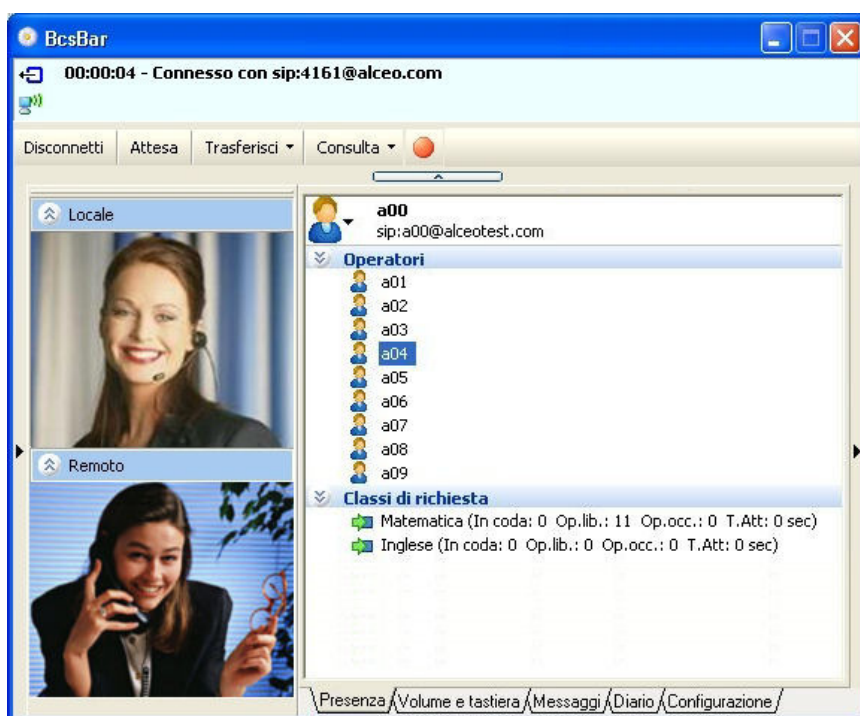 BcsBar
00:00:04 - Connesso con sip:4161@alceo.com
Disconnetti Attesa Trasferisci Consulta
Locale
Remoto
a00
sip:a00@alceotest.com
Operatori
a01
a02
a03
a04
a05
a06
a07
a08
a09
Classi di richiesta
Matematica (In coda: 0 Op.lib.: 11 Op.occ.: 0 T.Att: 0 sec)
Inglese (In coda: 0 Op.lib.: 0 Op.occ.: 0 T.Att: 0 sec)
Presenza Volume e tastiera Messaggi Diario Configurazione